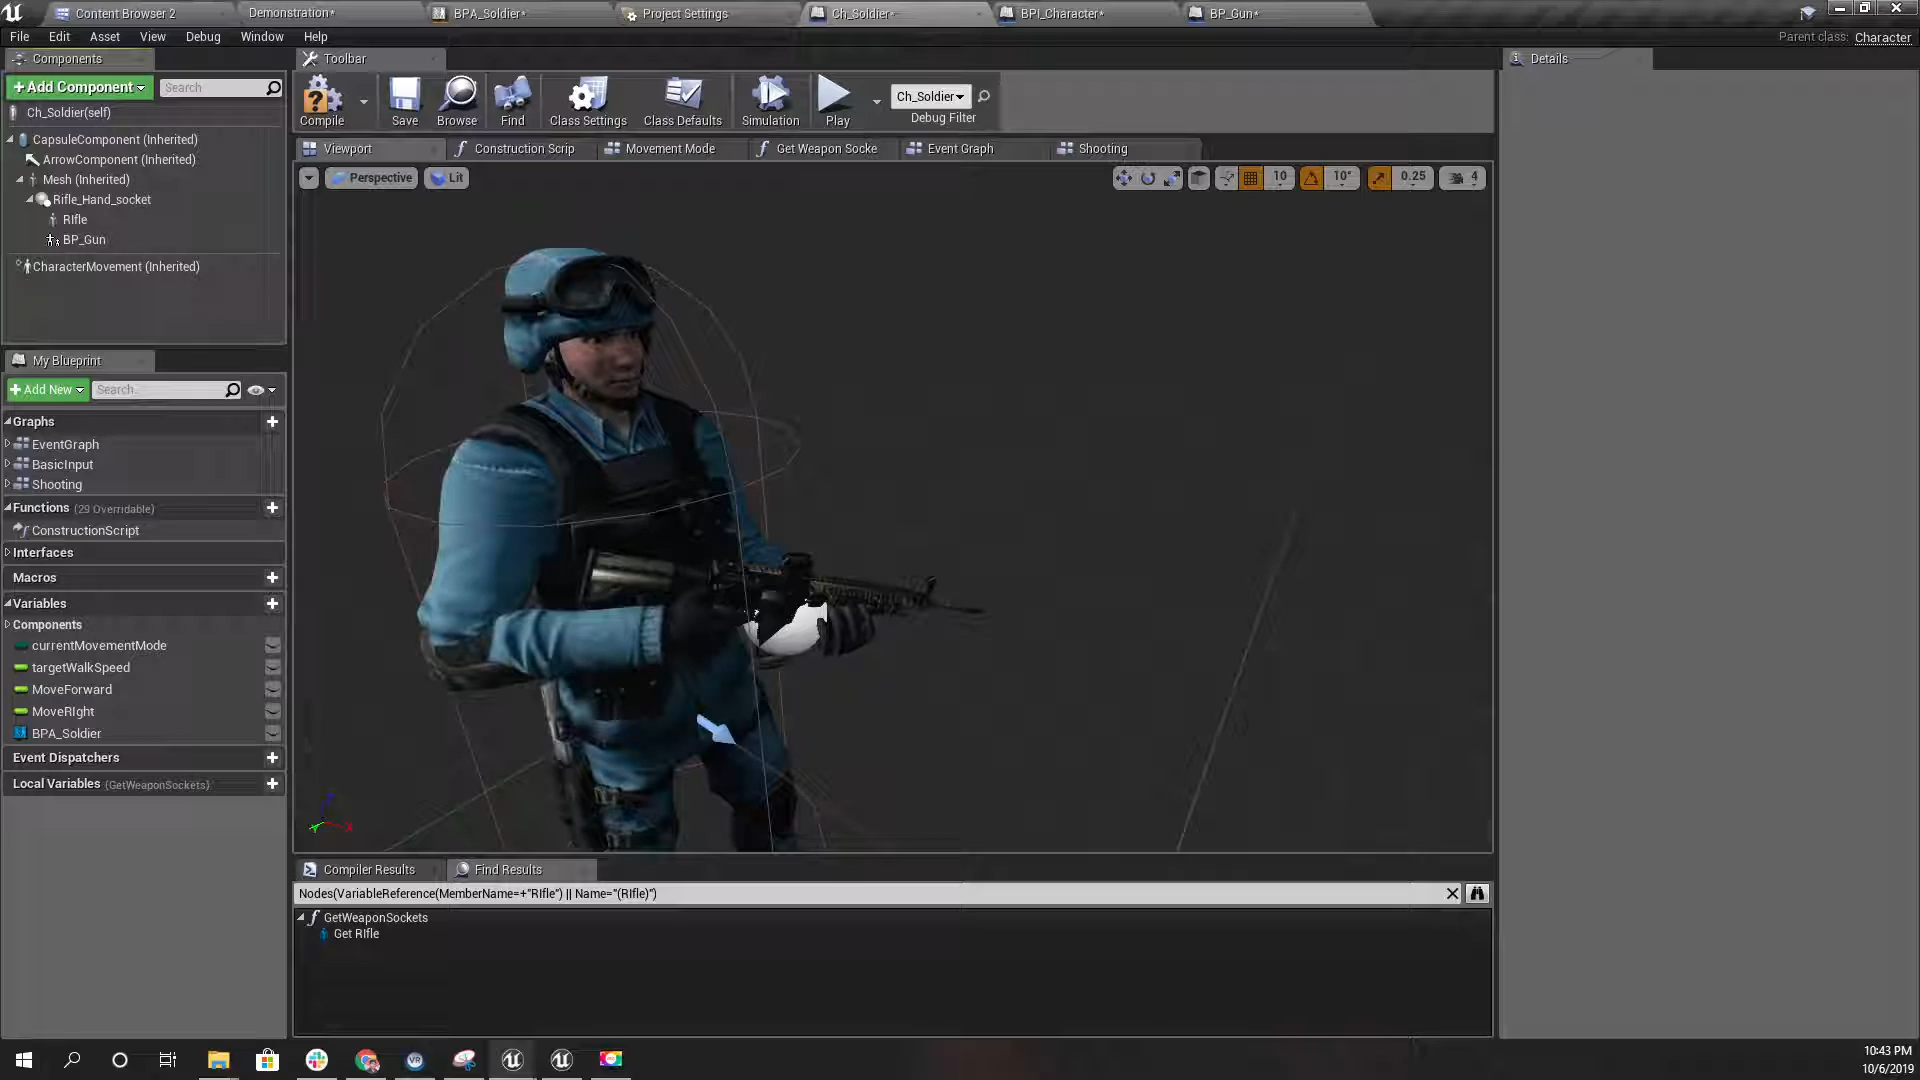 Content Browser 2
Demonstration*
BPA_Soldier*
Project Settings
Ch_Soldier*
BPI_Character*
BP_Gun*
File Edit Asset View Debug Window Help
Parent class: Character
Components
Toolbar
Details
+ Add Component
Search
Ch_Soldier(self)
CapsuleComponent (Inherited)
ArrowComponent (Inherited)
Mesh (Inherited)
Rifle_Hand_socket
RIfle
BP_Gun
CharacterMovement (Inherited)
Compile
Save
Browse
Find
Class Settings
Class Defaults
Simulation
Play
Ch_Soldier
Debug Filter
Viewport
Construction Scrip
Movement Mode
Get Weapon Socke
Event Graph
Shooting
Perspective
Lit
10
10°
0.25
4
My Blueprint
+ Add New
Search
Graphs
EventGraph
BasicInput
Shooting
Functions (29 Overridable)
ConstructionScript
Interfaces
Macros
Variables
Components
currentMovementMode
targetWalkSpeed
MoveForward
MoveRIght
BPA_Soldier
Event Dispatchers
Local Variables (GetWeaponSockets)
Z
X
Y
Compiler Results
Find Results
Nodes(VariableReference(MemberName=+"RIfle") || Name="(RIfle)")
GetWeaponSockets
Get RIfle
10:43 PM
10/6/2019